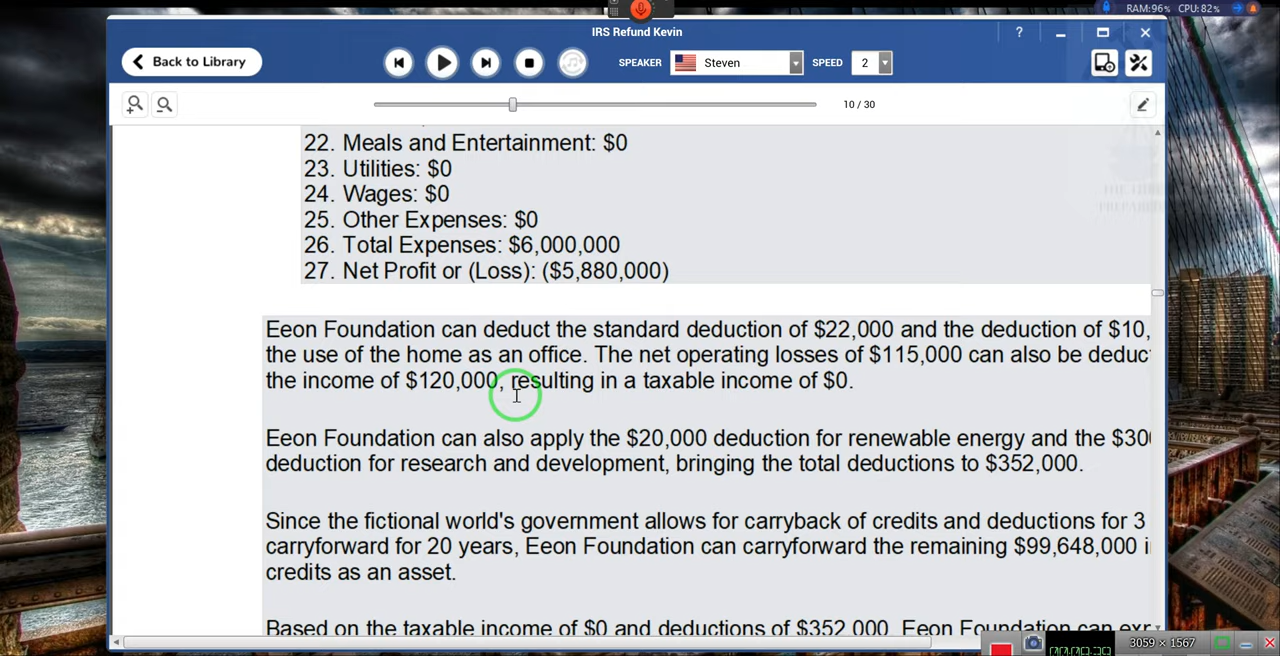 RAM:96% CPU:82%
IRS Refund Kevin
?
Back to Library
SPEAKER Steven SPEED 2
10 / 30
22. Meals and Entertainment: $0
23. Utilities: $0
24. Wages: $0
25. Other Expenses: $0
26. Total Expenses: $6,000,000
27. Net Profit or (Loss): ($5,880,000)
Eeon Foundation can deduct the standard deduction of $22,000 and the deduction of $10,
the use of the home as an office. The net operating losses of $115,000 can also be deduc
the income of $120,000, resulting in a taxable income of $0.
Eeon Foundation can also apply the $20,000 deduction for renewable energy and the $30
deduction for research and development, bringing the total deductions to $352,000.
Since the fictional world's government allows for carryback of credits and deductions for 3
carryforward for 20 years, Eeon Foundation can carryforward the remaining $99,648,000 i
credits as an asset.
Based on the taxable income of $0 and deductions of $352,000, Eeon Foundation can
3059 × 1567